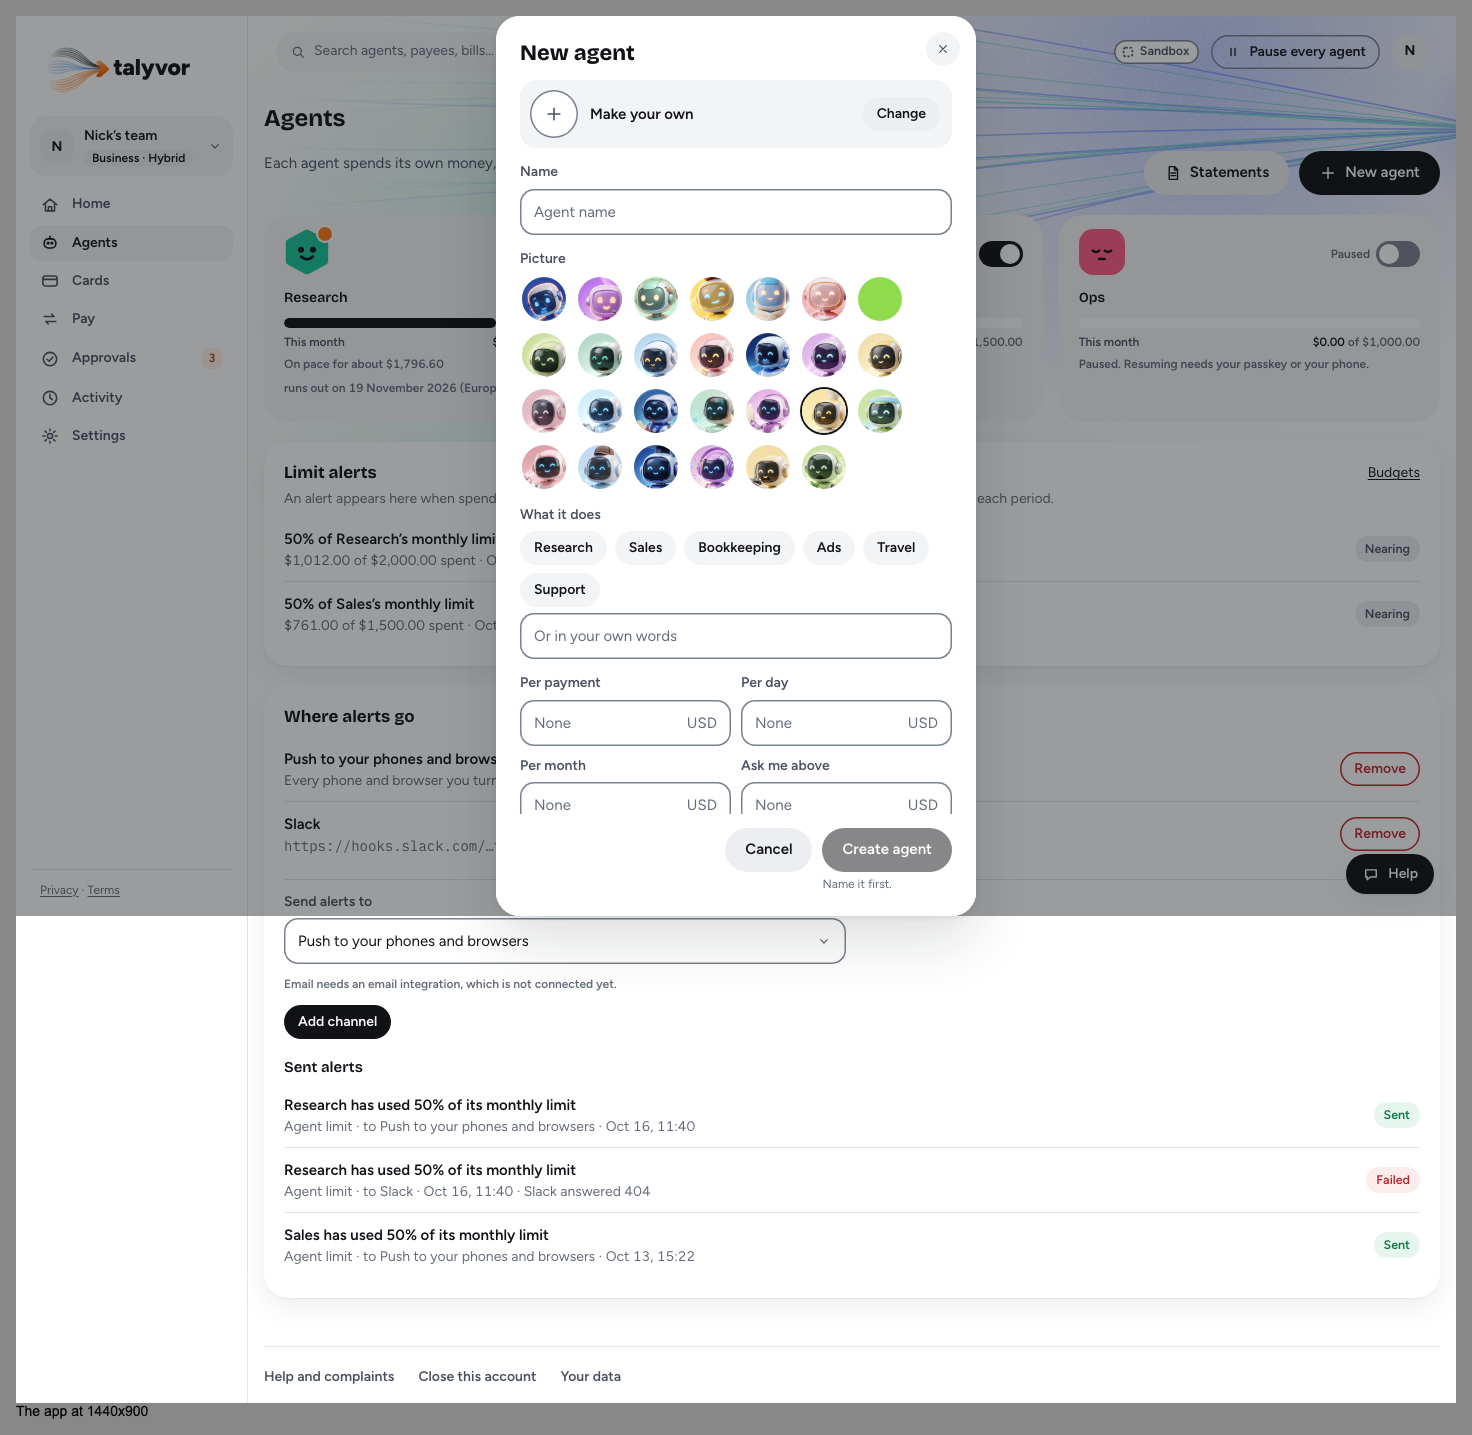 talyvor
N
Nick's team
Business · Hybrid
Home
Agents
Cards
Pay
Approvals
3
Activity
Settings
Privacy · Terms
Search agents, payees, bills...
Sandbox
Pause every agent
N
Agents
Each agent spends its own money,
Statements
New agent
Research
This month
On pace for about $1,796.60
runs out on 19 November 2026 (Europ
1,500.00
Paused
Ops
This month
$0.00 of $1,000.00
Paused. Resuming needs your passkey or your phone.
Limit alerts
Budgets
An alert appears here when spend
each period.
50% of Research's monthly limi
$1,012.00 of $2,000.00 spent · O
Nearing
50% of Sales's monthly limit
$761.00 of $1,500.00 spent · Oct
Nearing
Where alerts go
Push to your phones and brows
Every phone and browser you turn
Remove
Slack
https://hooks.slack.com/…
Remove
Help
Send alerts to
Push to your phones and browsers
Email needs an email integration, which is not connected yet.
Add channel
Sent alerts
Research has used 50% of its monthly limit
Agent limit · to Push to your phones and browsers · Oct 16, 11:40
Sent
Research has used 50% of its monthly limit
Agent limit · to Slack · Oct 16, 11:40 · Slack answered 404
Failed
Sales has used 50% of its monthly limit
Agent limit · to Push to your phones and browsers · Oct 13, 15:22
Sent
Help and complaints
Close this account
Your data
New agent
Make your own
Change
Name
Agent name
Picture
What it does
Research
Sales
Bookkeeping
Ads
Travel
Support
Or in your own words
Per payment
Per day
None USD
None USD
Per month
Ask me above
None USD
None USD
Cancel
Create agent
Name it first.
The app at 1440x900